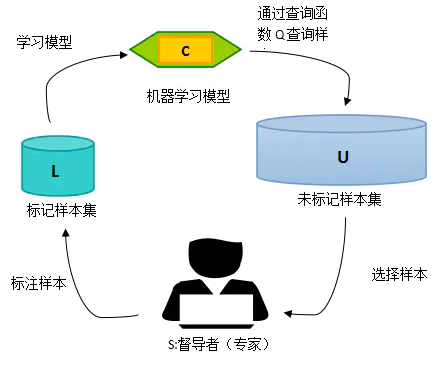 通过查询函
数Q查询样
学习模型
C
机器学习模型
U
L
标记样本集
未标记样本集
标注样本
选择样本
S:督导者（专家）